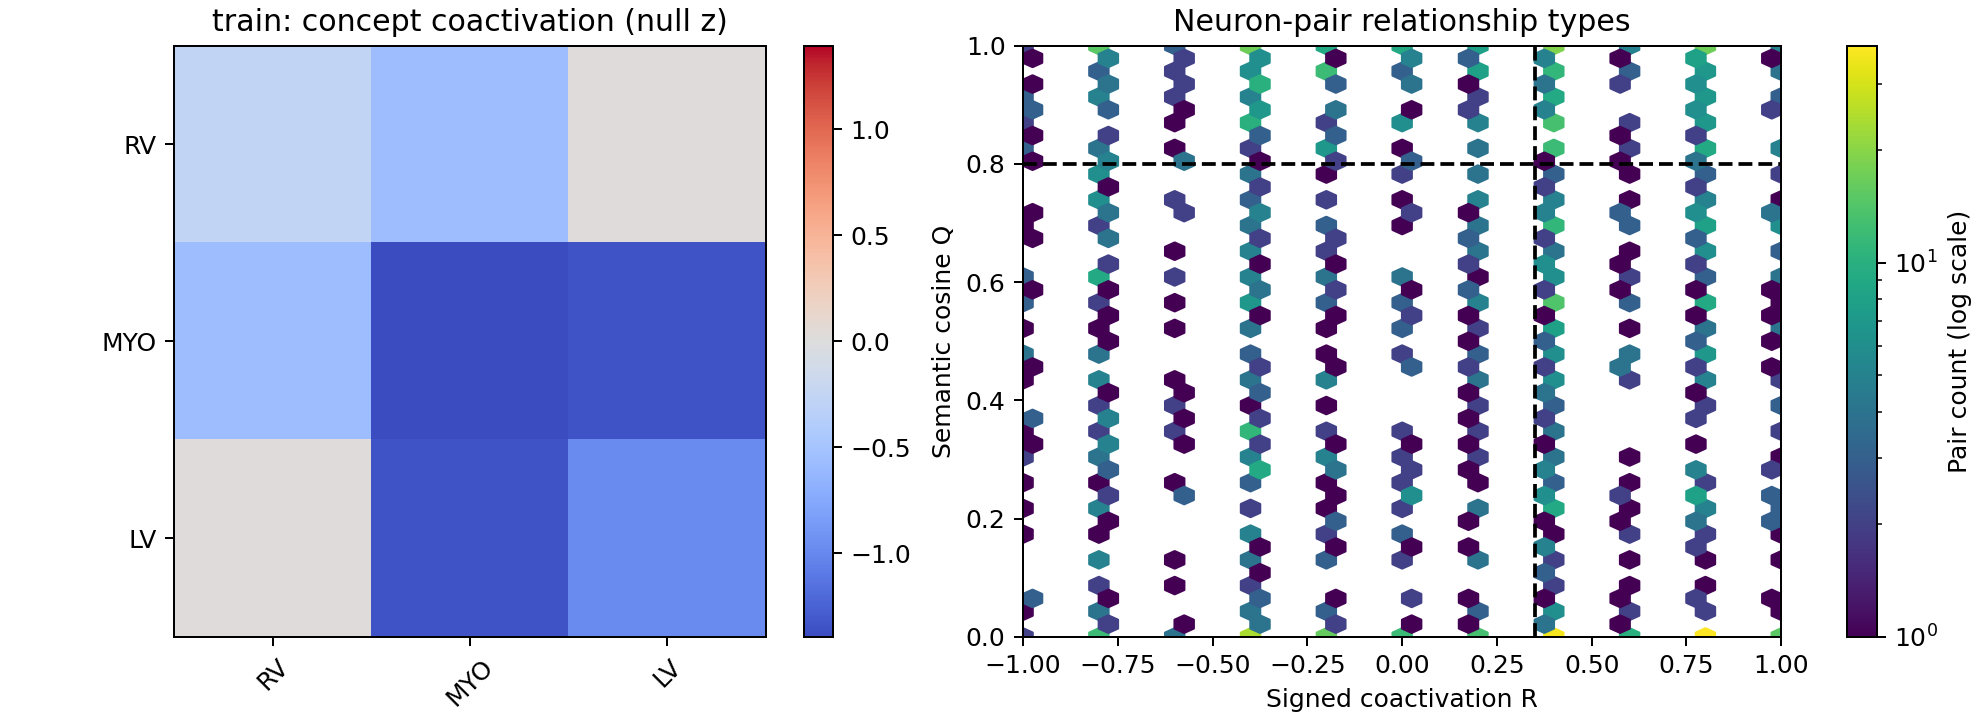 train: concept coactivation (null z)
RV
MYO
LV
RV
MYO
LV
1.0
0.5
0.0
−0.5
−1.0
Neuron-pair relationship types
Semantic cosine Q
1.0
0.8
0.6
0.4
0.2
0.0
−1.00 −0.75 −0.50 −0.25 0.00 0.25 0.50 0.75 1.00
Signed coactivation R
10¹
10⁰
Pair count (log scale)